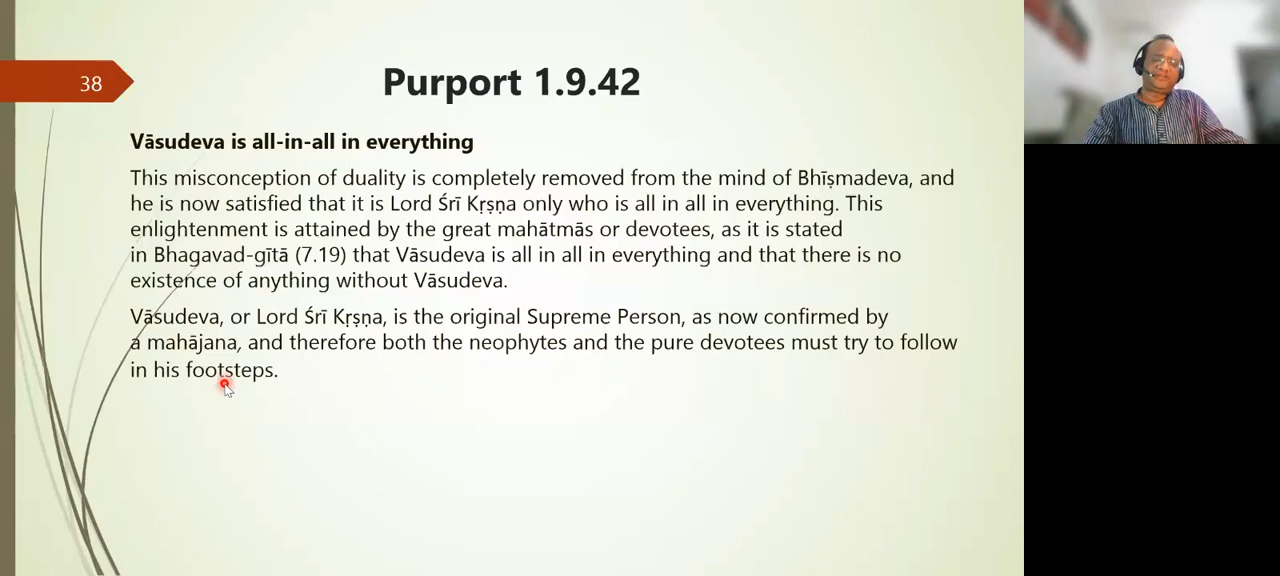 38
Purport 1.9.42
Vāsudeva is all-in-all in everything
This misconception of duality is completely removed from the mind of Bhīṣmadeva, and
he is now satisfied that it is Lord Śrī Kṛṣṇa only who is all in all in everything. This
enlightenment is attained by the great mahātmās or devotees, as it is stated
in Bhagavad-gītā (7.19) that Vāsudeva is all in all in everything and that there is no
existence of anything without Vāsudeva.
Vāsudeva, or Lord Śrī Kṛṣṇa, is the original Supreme Person, as now confirmed by
a mahājana, and therefore both the neophytes and the pure devotees must try to follow
in his footsteps.